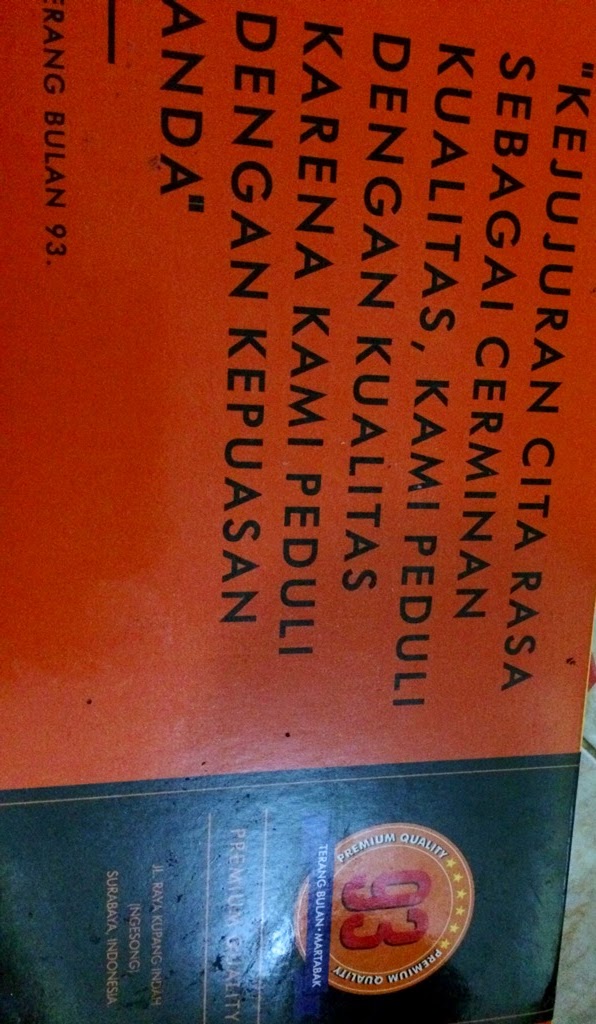 "KEJUJURAN CITA RASA
SEBAGAI CERMINAN
KUALITAS, KAMI PEDULI
DENGAN KUALITAS
KARENA KAMI PEDULI
DENGAN KEPUASAN
ANDA"
ERANG BULAN 93.
PREMIUM QUALITY
93
PREMIUM QUALITY
TERANG BULAN • MARTABAK
PREMIUM QUALITY
JL. RAYA KUPANG INDAH
INGESONG,
SURABAYA, INDONESIA